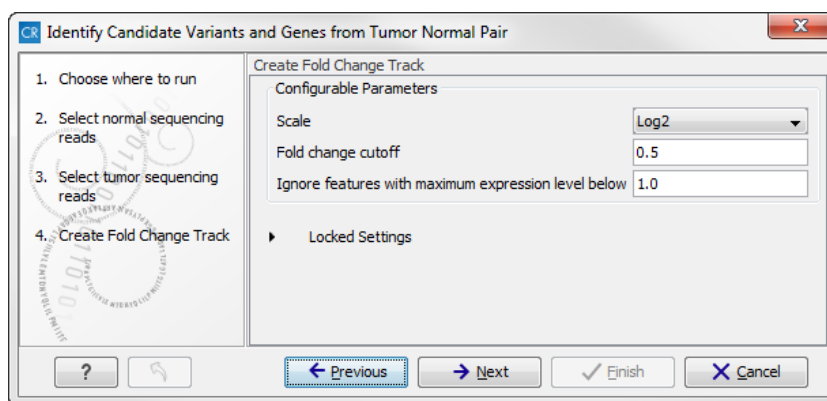 CR Identify Candidate Variants and Genes from Tumor Normal Pair
1. Choose where to run
2. Select normal sequencing
reads
3. Select tumor sequencing
reads
4. Create Fold Change Track
Create Fold Change Track
Configurable Parameters
Scale Log2
Fold change cutoff 0.5
Ignore features with maximum expression level below 1.0
Locked Settings
? Previous Next Finish Cancel